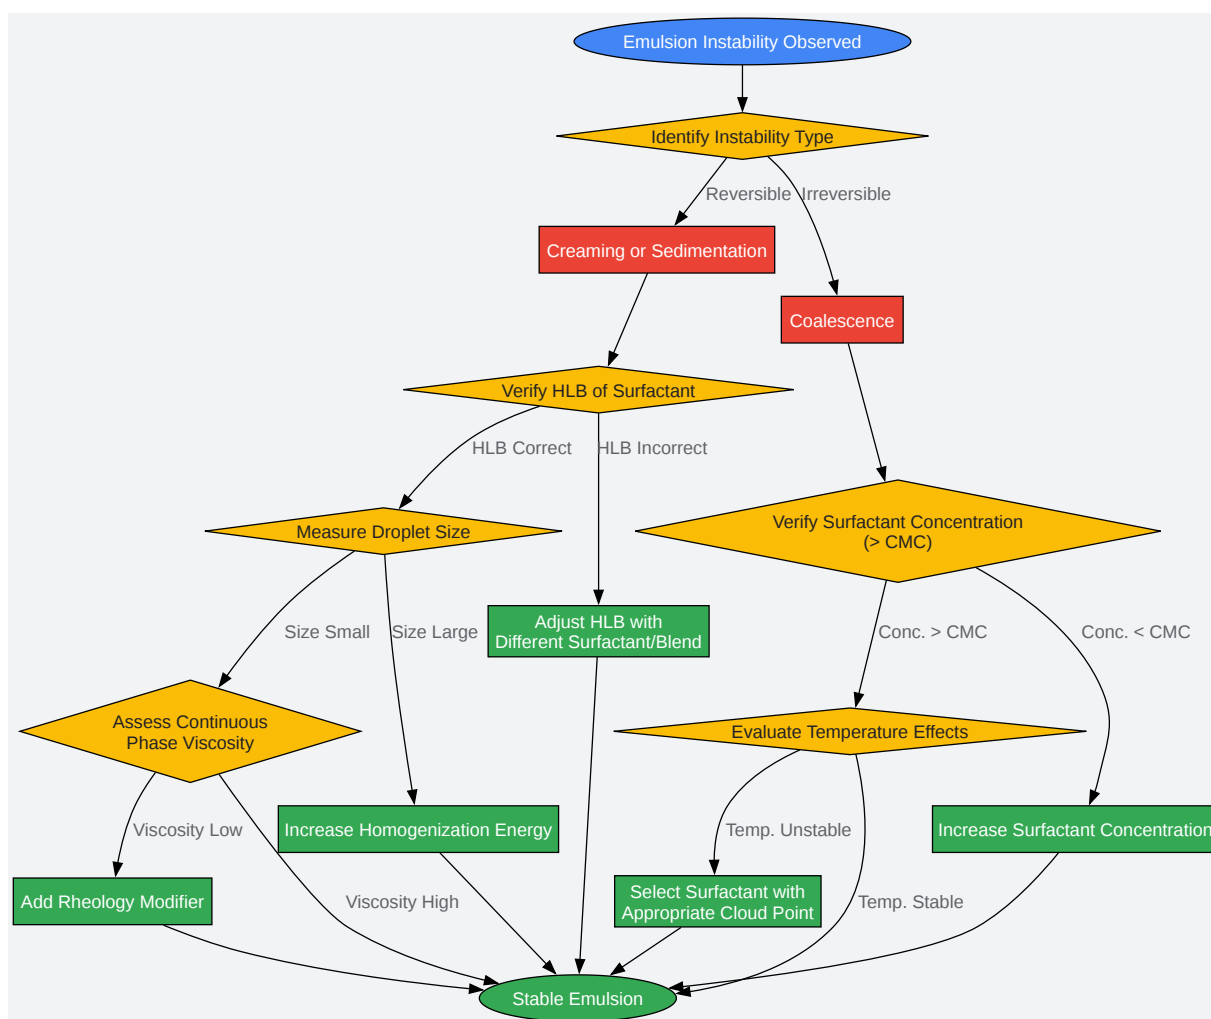 Emulsion Instability Observed
Identify Instability Type
Reversible
Irreversible
Creaming or Sedimentation
Coalescence
Verify HLB of Surfactant
HLB Correct
HLB Incorrect
Measure Droplet Size
Verify Surfactant Concentration
(> CMC)
Size Small
Size Large
Adjust HLB with
Different Surfactant/Blend
Conc. > CMC
Conc. < CMC
Assess Continuous
Phase Viscosity
Evaluate Temperature Effects
Viscosity Low
Increase Homogenization Energy
Temp. Unstable
Increase Surfactant Concentration
Add Rheology Modifier
Viscosity High
Select Surfactant with
Appropriate Cloud Point
Temp. Stable
Stable Emulsion